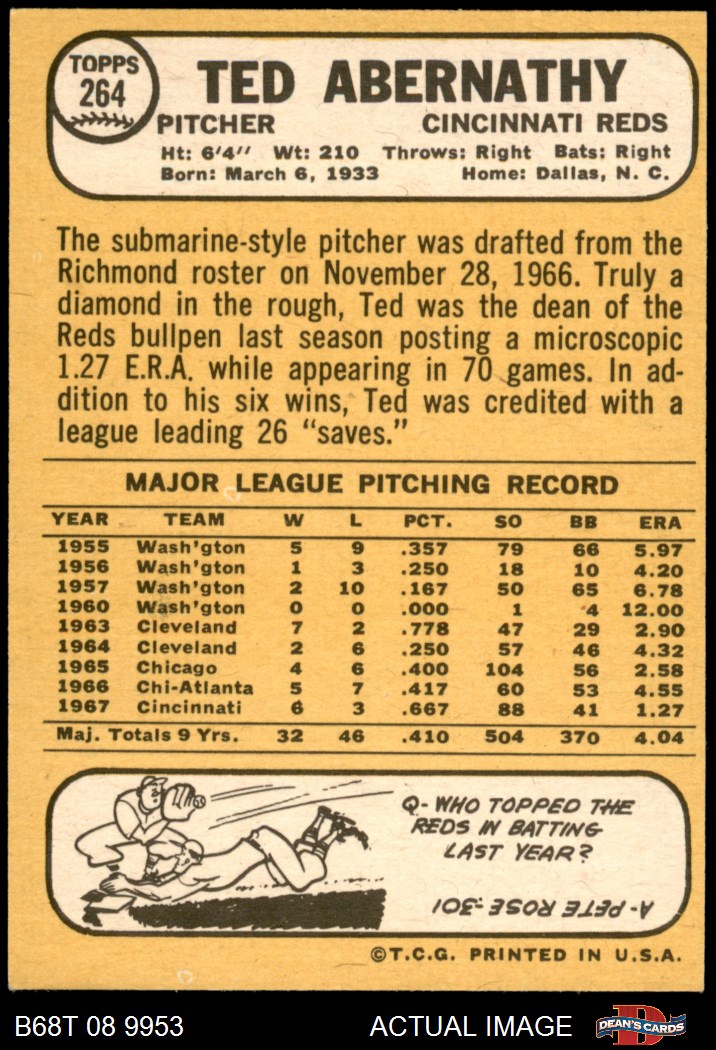 TOPPS
264
TED ABERNATHY
PITCHER CINCINNATI REDS
Ht: 6'4" Wt: 210 Throws: Right Bats: Right
Born: March 6, 1933 Home: Dallas, N. C.
The submarine-style pitcher was drafted from the
Richmond roster on November 28, 1966. Truly a
diamond in the rough, Ted was the dean of the
Reds bullpen last season posting a microscopic
1.27 E.R.A. while appearing in 70 games. In ad-
dition to his six wins, Ted was credited with a
league leading 26 “saves.”
MAJOR LEAGUE PITCHING RECORD
YEAR TEAM W L PCT. SO BB ERA
1955 Wash'gton 5 9 .357 79 66 5.97
1956 Wash'gton 1 3 .250 18 10 4.20
1957 Wash'gton 2 10 .167 50 65 6.78
1960 Wash'gton 0 0 .000 1 4 12.00
1963 Cleveland 7 2 .778 47 29 2.90
1964 Cleveland 2 6 .250 57 46 4.32
1965 Chicago 4 6 .400 104 56 2.58
1966 Chi-Atlanta 5 7 .417 60 53 4.55
1967 Cincinnati 6 3 .667 88 41 1.27
Maj. Totals 9 Yrs. 32 46 .410 504 370 4.04
Q-WHO TOPPED THE
REDS IN BATTING
LAST YEAR?
A-PETE ROSE-.301
©T.C.G. PRINTED IN U.S.A.
B68T 08 9953 ACTUAL IMAGE
D
DEAN'S CARDS